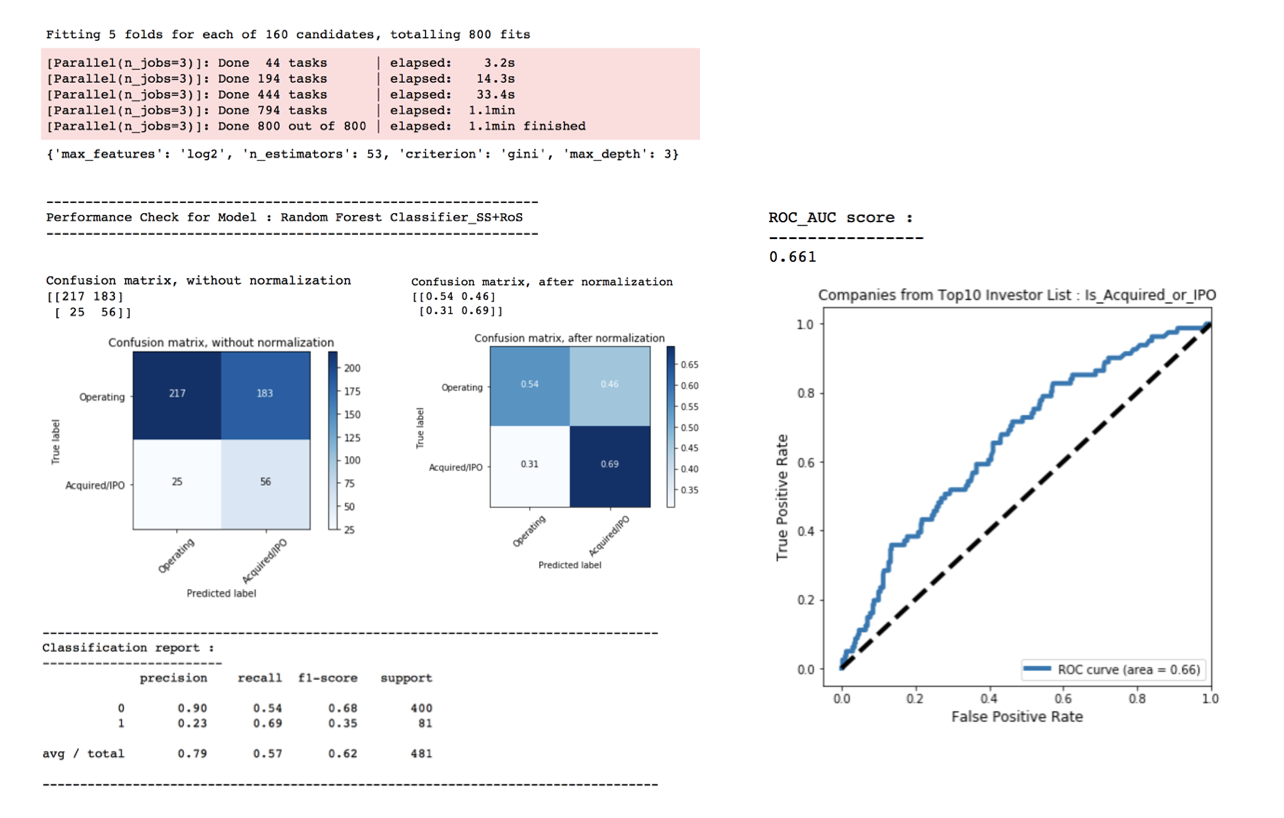 Fitting 5 folds for each of 160 candidates, totalling 800 fits
[Parallel(n_jobs=3)]: Done  44 tasks      | elapsed:    3.2s
[Parallel(n_jobs=3)]: Done 194 tasks      | elapsed:   14.3s
[Parallel(n_jobs=3)]: Done 444 tasks      | elapsed:   33.4s
[Parallel(n_jobs=3)]: Done 794 tasks      | elapsed:  1.1min
[Parallel(n_jobs=3)]: Done 800 out of 800 | elapsed:  1.1min finished
{'max_features': 'log2', 'n_estimators': 53, 'criterion': 'gini', 'max_depth': 3}
----------------------------------------------------------------
Performance Check for Model : Random Forest Classifier_SS+RoS
----------------------------------------------------------------
Confusion matrix, without normalization
[[217 183]
 [ 25  56]]
Confusion matrix, without normalization
Operating
Acquired/IPO
True label
217
183
25
56
Operating
Acquired/IPO
Predicted label
200
175
150
125
100
75
50
25
Confusion matrix, after normalization
[[0.54 0.46]
 [0.31 0.69]]
Confusion matrix, after normalization
Operating
Acquired/IPO
True label
0.54
0.46
0.31
0.69
Operating
Acquired/IPO
Predicted label
0.65
0.60
0.55
0.50
0.45
0.40
0.35
--------------------------------------------------------------------------------
Classification report :
-----------------------
precision    recall  f1-score   support
0       0.90      0.54      0.68       400
1       0.23      0.69      0.35        81
avg / total       0.79      0.57      0.62       481
--------------------------------------------------------------------------------
ROC_AUC score :
----------------
0.661
Companies from Top10 Investor List : Is_Acquired_or_IPO
True Positive Rate
1.0
0.8
0.6
0.4
0.2
0.0
ROC curve (area = 0.66)
0.0 0.2 0.4 0.6 0.8 1.0
False Positive Rate